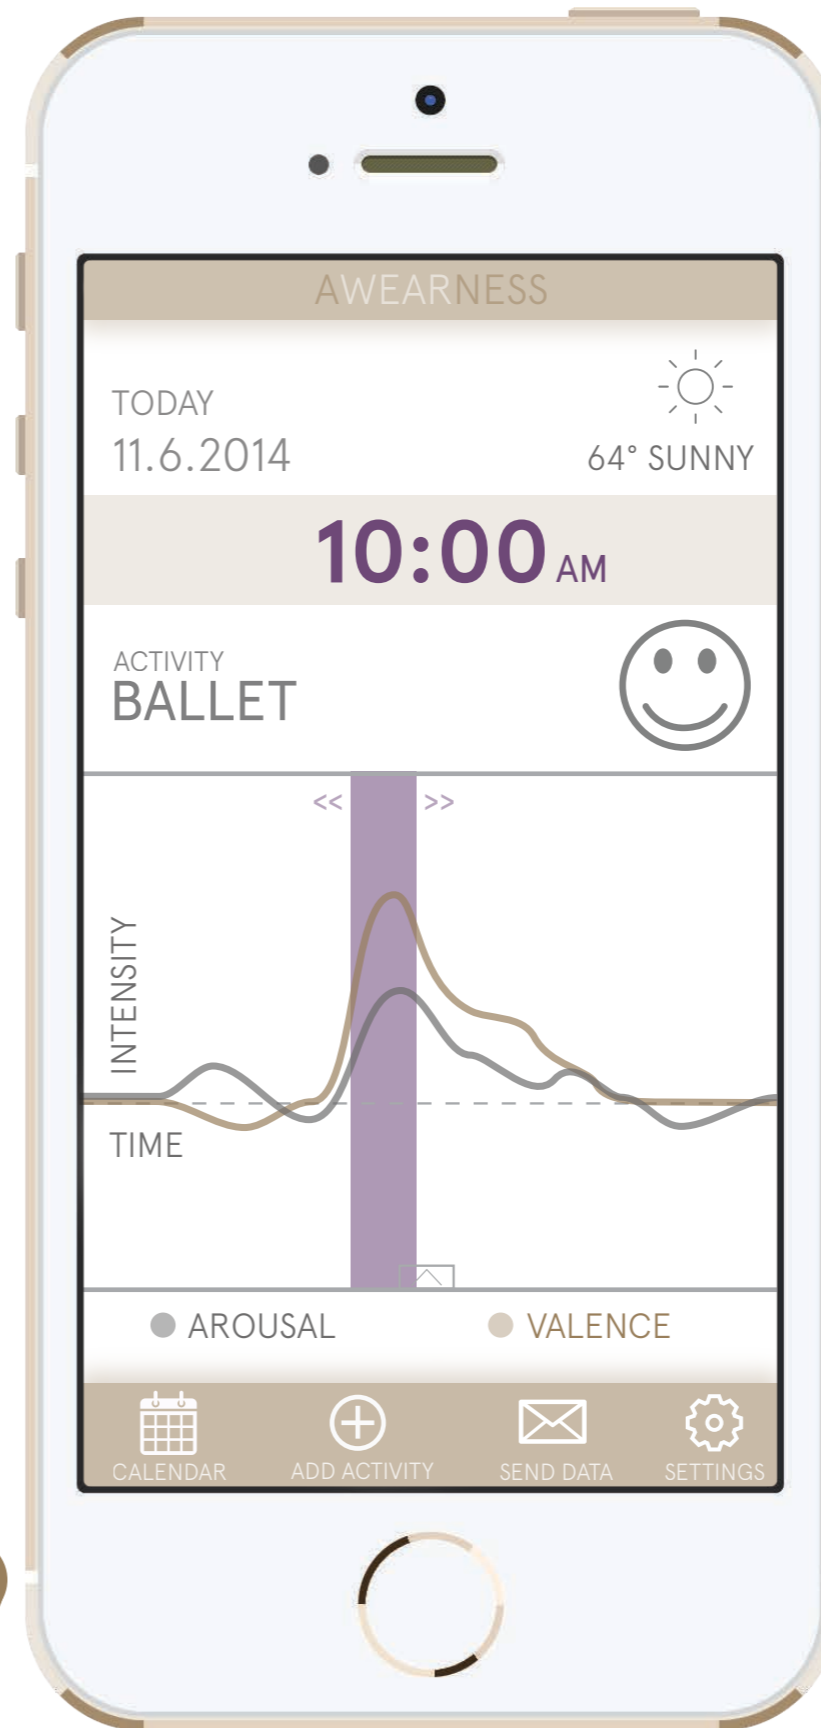 AWEARNESS
TODAY
11.6.2014
64° SUNNY
10:00 AM
ACTIVITY
BALLET
<< >>
INTENSITY
TIME
AROUSAL VALENCE
CALENDAR ADD ACTIVITY SEND DATA SETTINGS